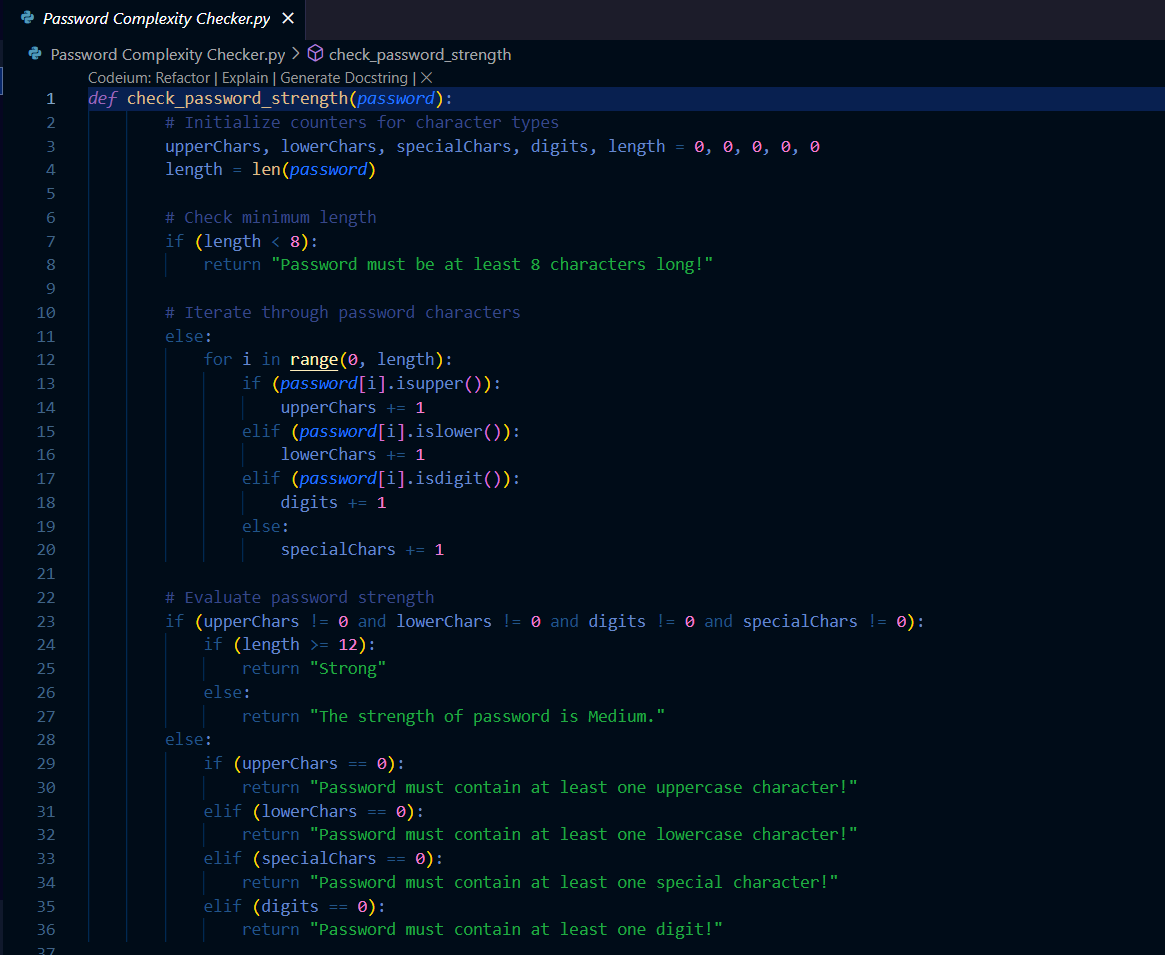 Password Complexity Checker.py
Password Complexity Checker.py > check_password_strength
Codeium: Refactor | Explain | Generate Docstring | ×
1 def check_password_strength(password):
2 # Initialize counters for character types
3 upperChars, lowerChars, specialChars, digits, length = 0, 0, 0, 0, 0
4 length = len(password)
5
6 # Check minimum length
7 if (length < 8):
8 return "Password must be at least 8 characters long!"
9
10 # Iterate through password characters
11 else:
12 for i in range(0, length):
13 if (password[i].isupper()):
14 upperChars += 1
15 elif (password[i].islower()):
16 lowerChars += 1
17 elif (password[i].isdigit()):
18 digits += 1
19 else:
20 specialChars += 1
21
22 # Evaluate password strength
23 if (upperChars != 0 and lowerChars != 0 and digits != 0 and specialChars != 0):
24 if (length >= 12):
25 return "Strong"
26 else:
27 return "The strength of password is Medium."
28 else:
29 if (upperChars == 0):
30 return "Password must contain at least one uppercase character!"
31 elif (lowerChars == 0):
32 return "Password must contain at least one lowercase character!"
33 elif (specialChars == 0):
34 return "Password must contain at least one special character!"
35 elif (digits == 0):
36 return "Password must contain at least one digit!"
37